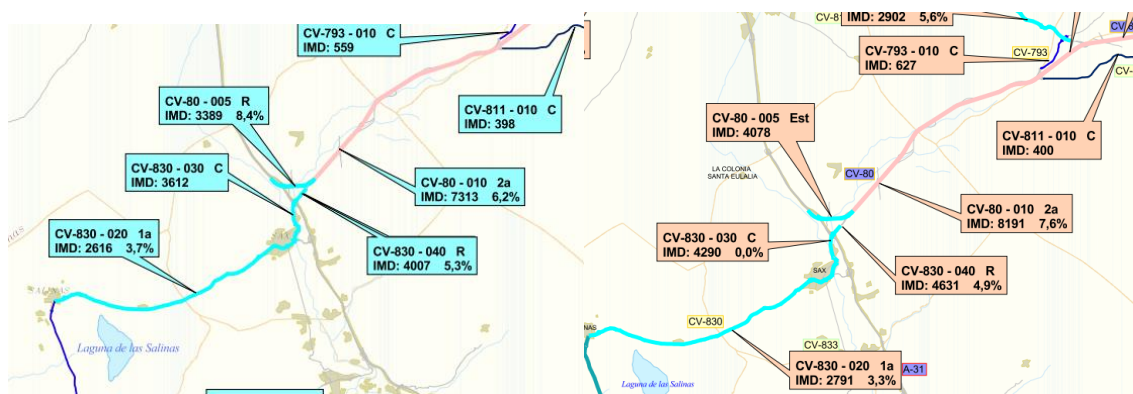 CV-793 - 010 C
IMD: 559
CV-80 - 005 R
IMD: 3389 8,4%
CV-811 - 010 C
IMD: 398
CV-830 - 030 C
IMD: 3612
CV-80 - 010 2a
IMD: 7313 6,2%
CV-830 - 020 1a
IMD: 2616 3,7%
CV-830 - 040 R
IMD: 4007 5,3%
SAX
SALINAS
Laguna de las Salinas
CV-8
IMD: 2902 5,6%
CV-793 - 010 C
IMD: 627
CV-793
CV-80 - 005 Est
IMD: 4078
CV-811 - 010 C
IMD: 400
LA COLONIA
SANTA EULALIA
CV-80
CV-80 - 010 2a
IMD: 8191 7,6%
CV-830 - 030 C
IMD: 4290 0,0%
CV-830 - 040 R
IMD: 4631 4,9%
SAX
CV-830
NAS
CV-833
CV-830 - 020 1a
IMD: 2791 3,3%
A-31
Laguna de las Salinas